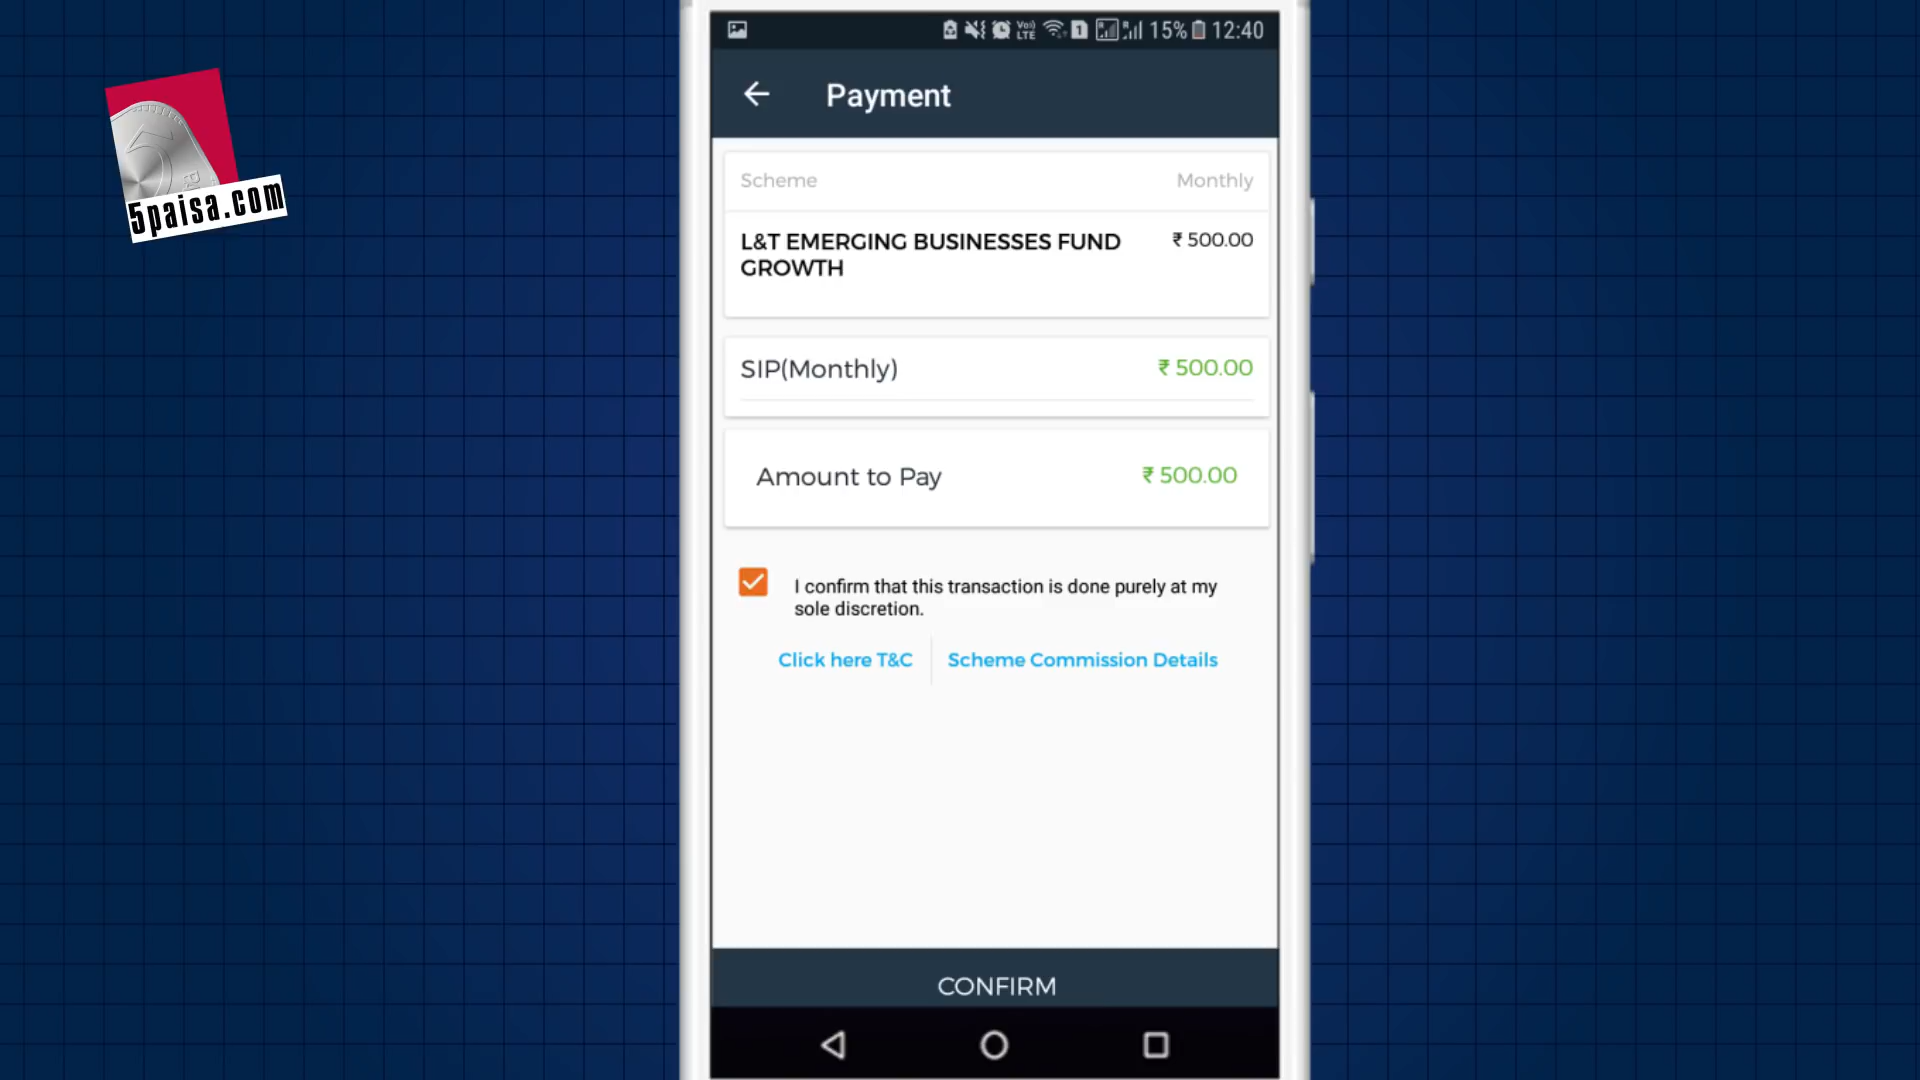 15% 12:40
Payment
5paisa.com
Scheme Monthly
L&T EMERGING BUSINESSES FUND ₹ 500.00
GROWTH
SIP(Monthly) ₹ 500.00
Amount to Pay ₹ 500.00
I confirm that this transaction is done purely at my
sole discretion.
Click here T&C Scheme Commission Details
CONFIRM